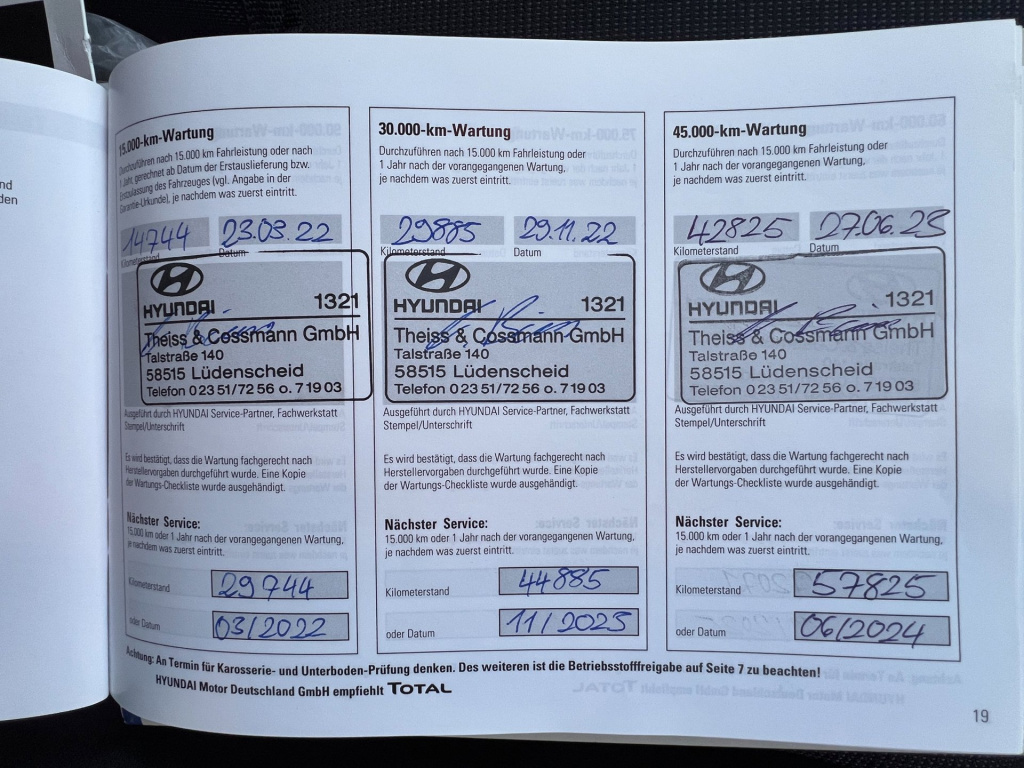 15.000-km-Wartung
Durchzuführen nach 15.000 km Fahrleistung oder nach
1 Jahr, gerechnet ab Datum der Erstauslieferung bzw.
Erstzulassung des Fahrzeuges (vgl. Angabe in der
Garantie-Urkunde), je nachdem was zuerst eintritt.
14744 23.03.22
Kilometerstand Datum
HYUNDAI 1321
Theiss & Cossmann GmbH
Talstraße 140
58515 Lüdenscheid
Telefon 0 23 51/72 56 o. 7 19 03
Ausgeführt durch HYUNDAI Service-Partner, Fachwerkstatt
Stempel/Unterschrift
Es wird bestätigt, dass die Wartung fachgerecht nach
Herstellervorgaben durchgeführt wurde. Eine Kopie
der Wartungs-Checkliste wurde ausgehändigt.
Nächster Service:
15.000 km oder 1 Jahr nach der vorangegangenen Wartung,
je nachdem was zuerst eintritt.
Kilometerstand 29744
oder Datum 03/2022
30.000-km-Wartung
Durchzuführen nach 15.000 km Fahrleistung oder
1 Jahr nach der vorangegangenen Wartung,
je nachdem was zuerst eintritt.
29885 29.11.22
Kilometerstand Datum
HYUNDAI 1321
Theiss & Cossmann GmbH
Talstraße 140
58515 Lüdenscheid
Telefon 0 23 51/72 56 o. 7 19 03
Ausgeführt durch HYUNDAI Service-Partner, Fachwerkstatt
Stempel/Unterschrift
Es wird bestätigt, dass die Wartung fachgerecht nach
Herstellervorgaben durchgeführt wurde. Eine Kopie
der Wartungs-Checkliste wurde ausgehändigt.
Nächster Service:
15.000 km oder 1 Jahr nach der vorangegangenen Wartung,
je nachdem was zuerst eintritt.
Kilometerstand 44885
oder Datum 11/2023
45.000-km-Wartung
Durchzuführen nach 15.000 km Fahrleistung oder
1 Jahr nach der vorangegangenen Wartung,
je nachdem was zuerst eintritt.
42825 27.06.23
Kilometerstand Datum
HYUNDAI 1321
Theiss & Cossmann GmbH
Talstraße 140
58515 Lüdenscheid
Telefon 0 23 51/72 56 o. 7 19 03
Ausgeführt durch HYUNDAI Service-Partner, Fachwerkstatt
Stempel/Unterschrift
Es wird bestätigt, dass die Wartung fachgerecht nach
Herstellervorgaben durchgeführt wurde. Eine Kopie
der Wartungs-Checkliste wurde ausgehändigt.
Nächster Service:
15.000 km oder 1 Jahr nach der vorangegangenen Wartung,
je nachdem was zuerst eintritt.
Kilometerstand 57825
oder Datum 06/2024
Achtung: An Termin für Karosserie- und Unterboden-Prüfung denken. Des weiteren ist die Betriebsstofffreigabe auf Seite 7 zu beachten!
HYUNDAI Motor Deutschland GmbH empfiehlt TOTAL
19